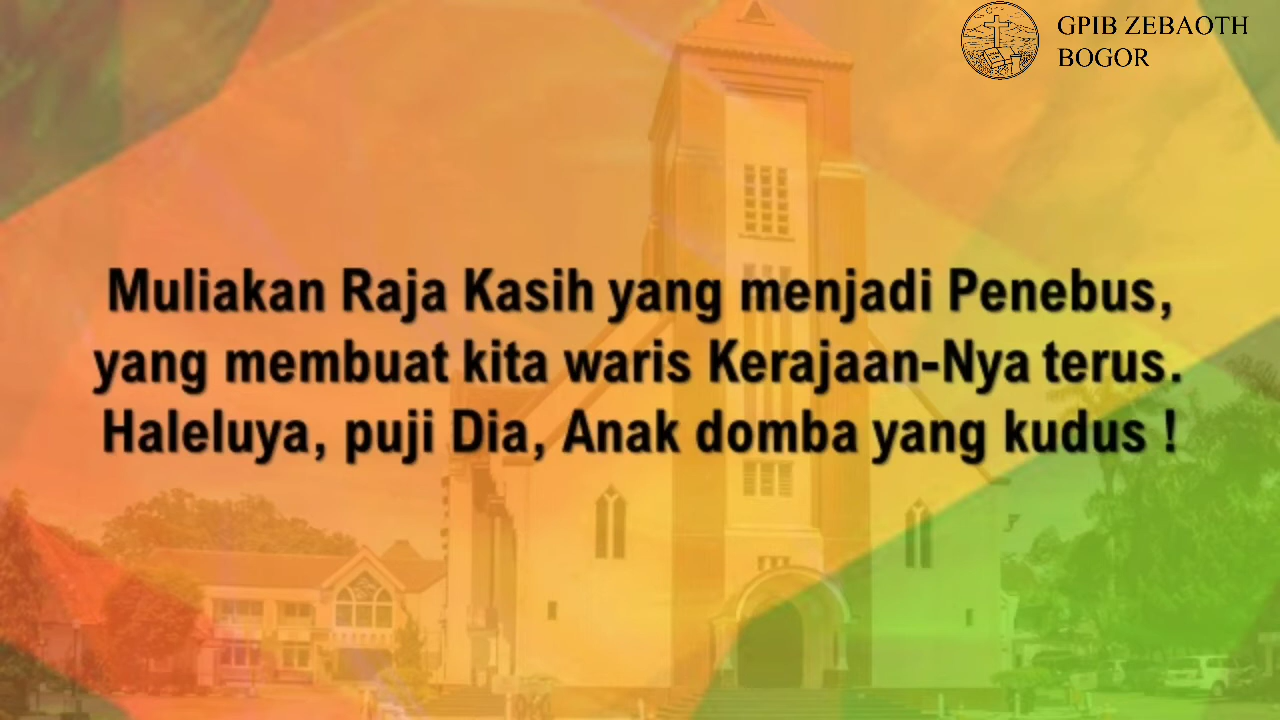 GPIB ZEBAOTH
BOGOR
Muliakan Raja Kasih yang menjadi Penebus,
yang membuat kita waris Kerajaan-Nya terus.
Haleluya, puji Dia, Anak domba yang kudus !